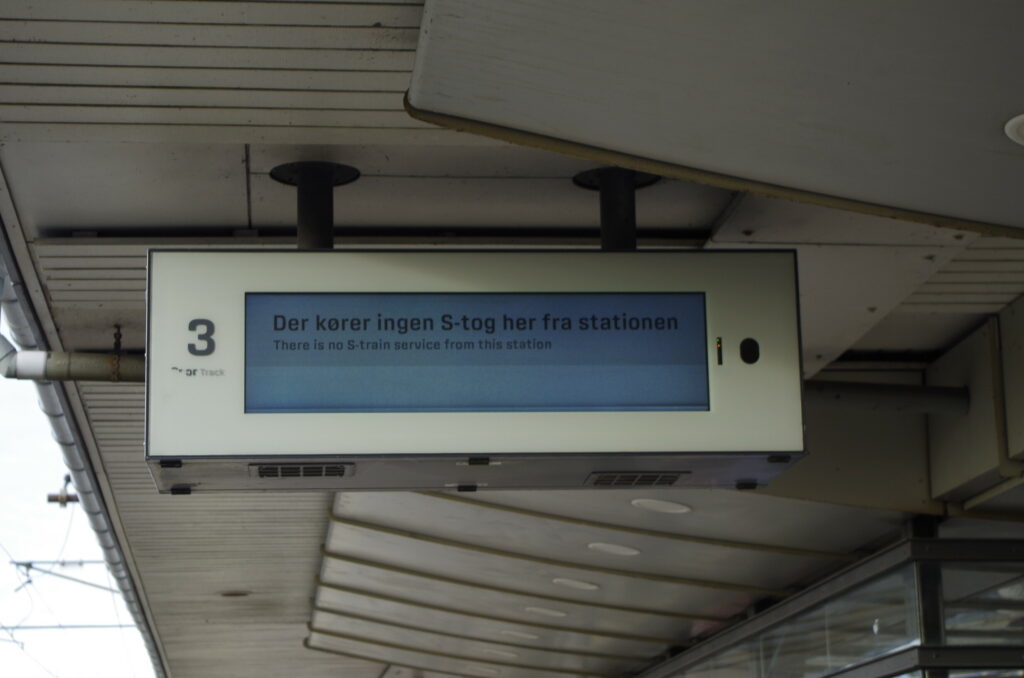 3
Track
Der kører ingen S-tog her fra stationen
There is no S-train service from this station